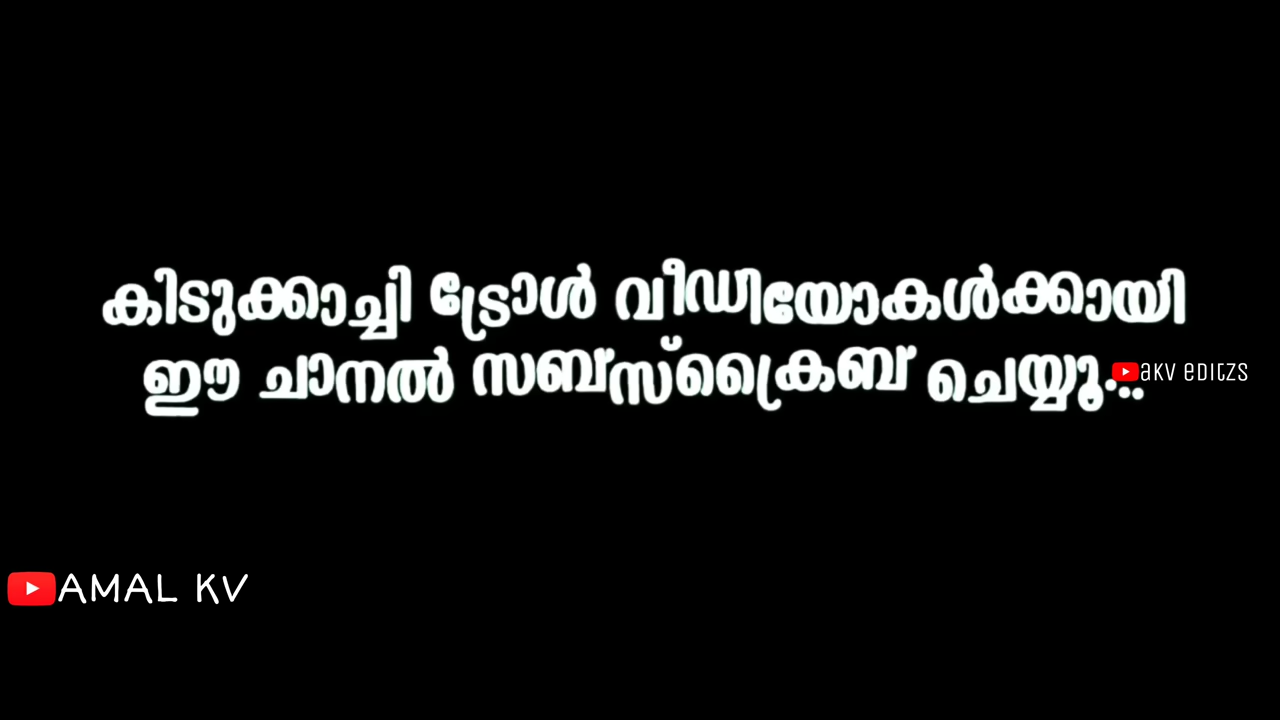 കിടുക്കാച്ചി ട്രോൾ വീഡിയോകൾക്കായി
ഈ ചാനൽ സബ്സ്ക്രൈബ് ചെയ്യൂ...
aKV eDITZS
AMAL KV